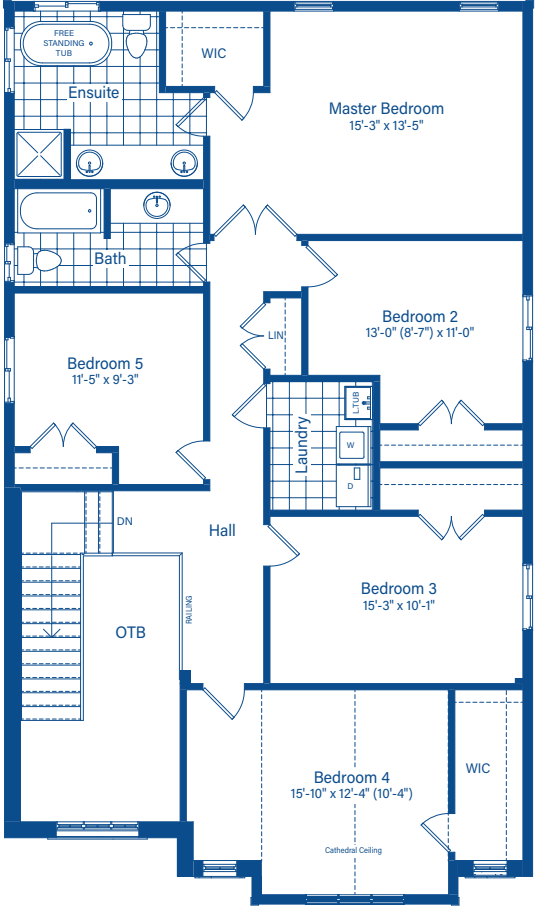 FREE
STANDING
TUB
WIC
Ensuite
Master Bedroom
15'-3" x 13'-5"
Bath
Bedroom 2
13'-0" (8'-7") x 11'-0"
LIN
Bedroom 5
11'-5" x 9'-3"
LTUB
Laundry
W
D
DN
Hall
Bedroom 3
15'-3" x 10'-1"
RAILING
OTB
Bedroom 4
15'-10" x 12'-4" (10'-4")
WIC
Cathedral Ceiling